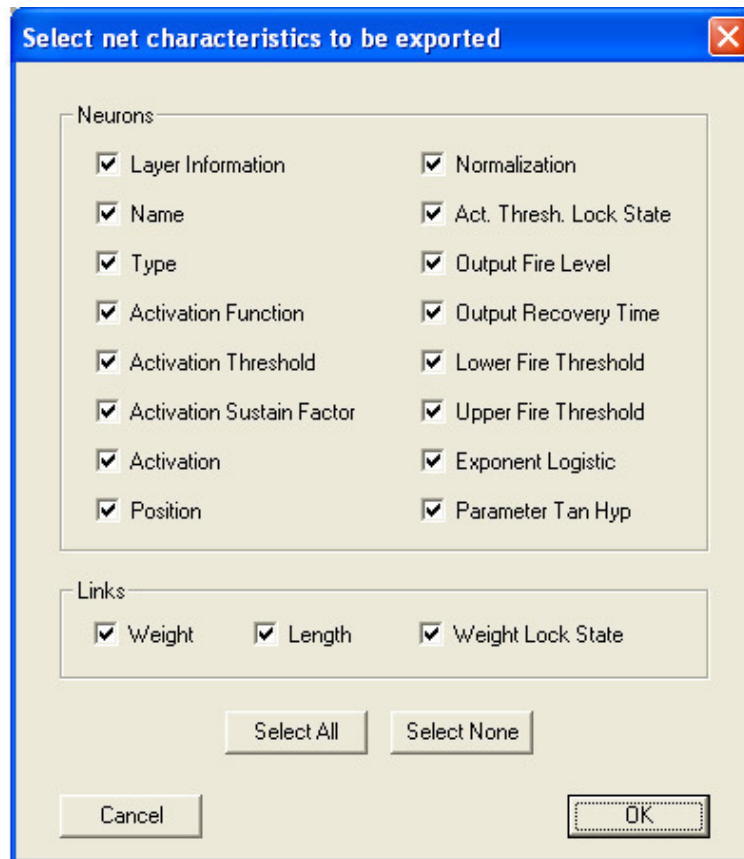 Select net characteristics to be exported
Neurons
Layer Information
Normalization
Name
Act. Thresh. Lock State
Type
Output Fire Level
Activation Function
Output Recovery Time
Activation Threshold
Lower Fire Threshold
Activation Sustain Factor
Upper Fire Threshold
Activation
Exponent Logistic
Position
Parameter Tan Hyp
Links
Weight
Length
Weight Lock State
Select All
Select None
Cancel
OK